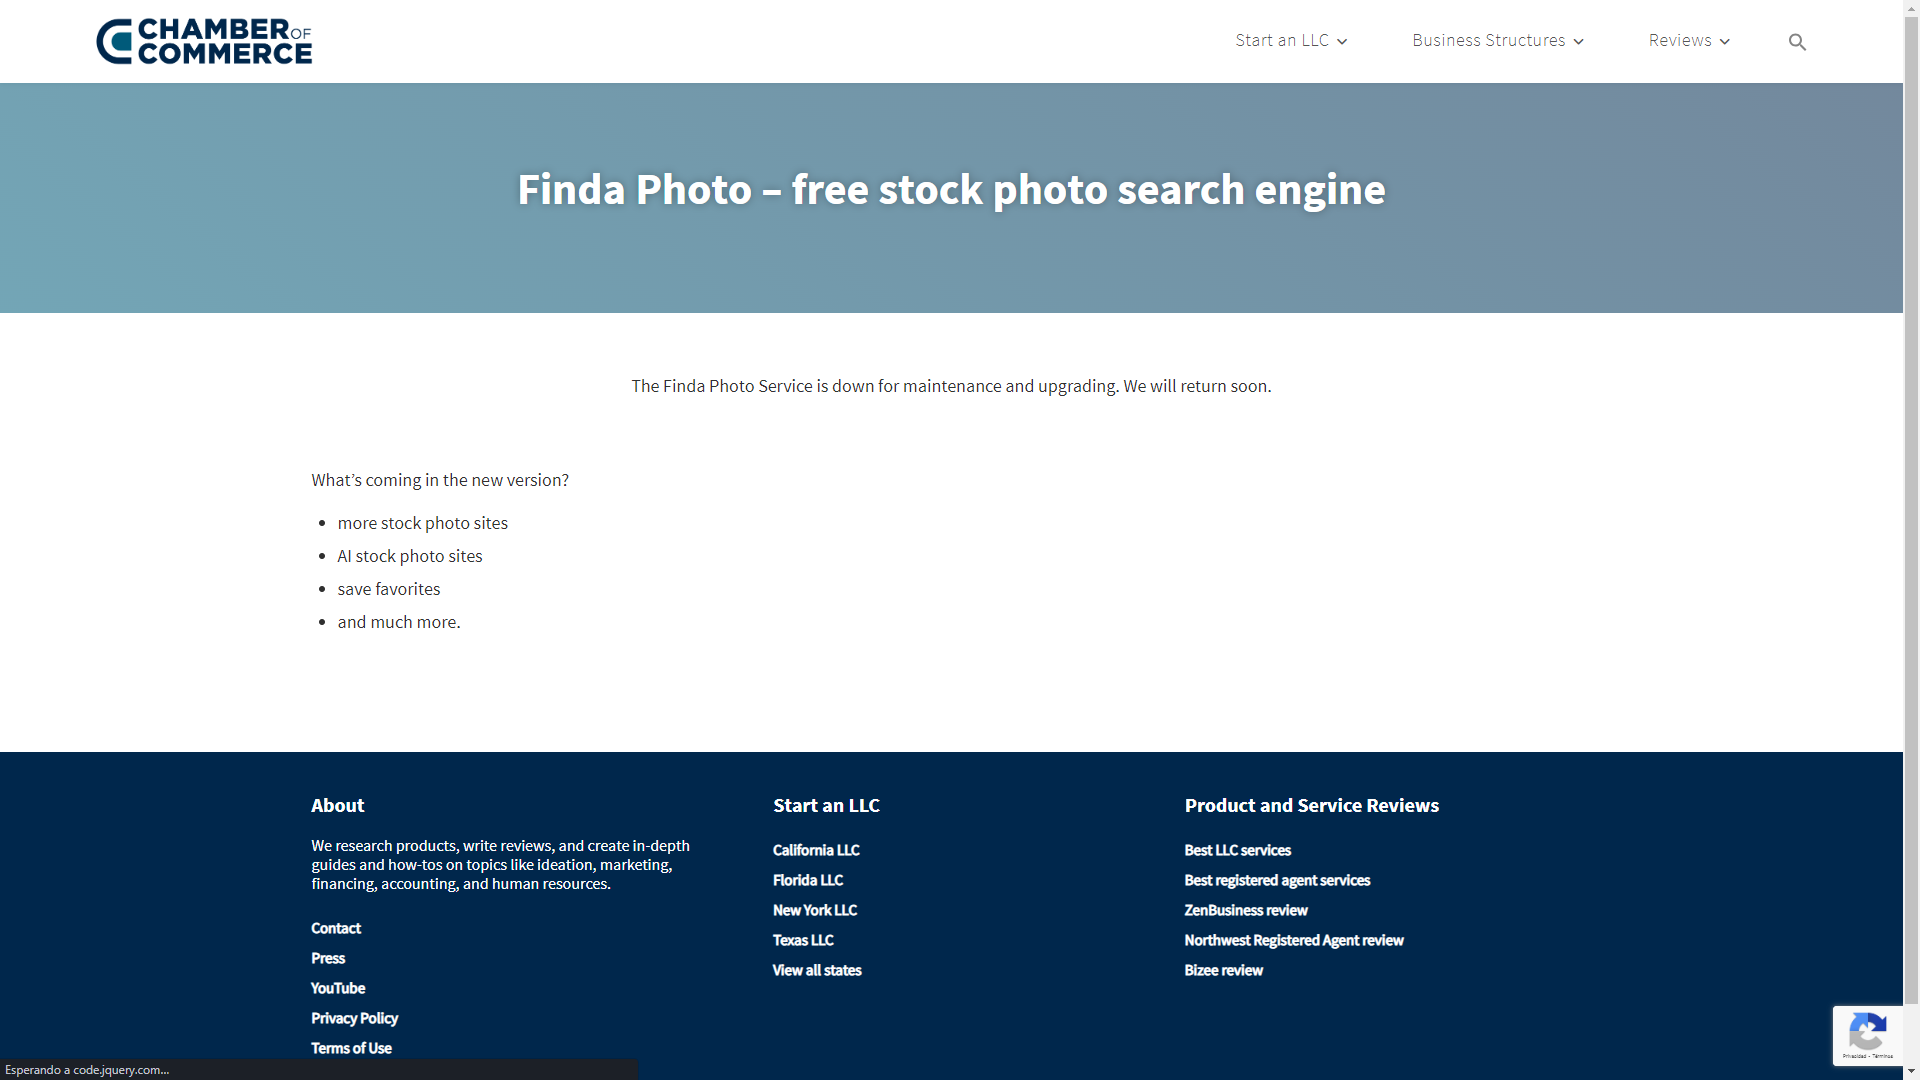 CHAMBER OF
COMMERCE
Start an LLC
Business Structures
Reviews
Finda Photo – free stock photo search engine
The Finda Photo Service is down for maintenance and upgrading. We will return soon.
What’s coming in the new version?
• more stock photo sites
• AI stock photo sites
• save favorites
• and much more.
About
We research products, write reviews, and create in-depth
guides and how-tos on topics like ideation, marketing,
financing, accounting, and human resources.
Contact
Press
YouTube
Privacy Policy
Terms of Use
Start an LLC
California LLC
Florida LLC
New York LLC
Texas LLC
View all states
Product and Service Reviews
Best LLC services
Best registered agent services
ZenBusiness review
Northwest Registered Agent review
Bizee review
Privacidad - Términos
Esperando a code.jquery.com...